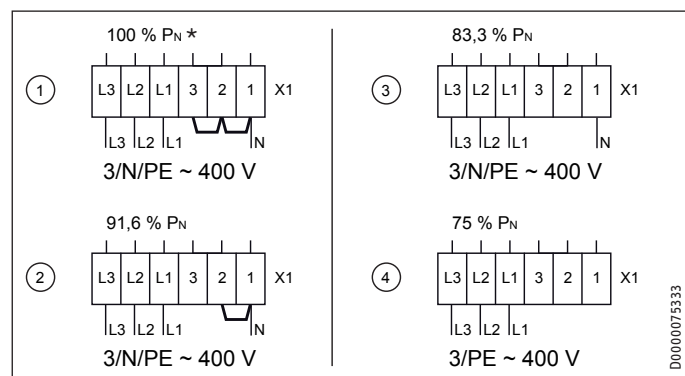 100 % PN *
1
L3 L2 L1 3 2 1 X1
L3 L2 L1 N
3/N/PE ~ 400 V
91,6 % PN
2
L3 L2 L1 3 2 1 X1
L3 L2 L1 N
3/N/PE ~ 400 V
83,3 % PN
3
L3 L2 L1 3 2 1 X1
L3 L2 L1 N
3/N/PE ~ 400 V
75 % PN
4
L3 L2 L1 3 2 1 X1
L3 L2 L1
3/PE ~ 400 V
D0000075333